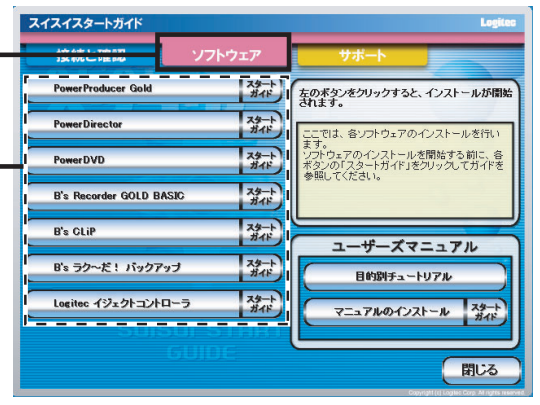 スイスイスタートガイド
Logitec
接続と確認
ソフトウェア
サポート
PowerProducer Gold
スタート
ガイド
PowerDirector
スタート
ガイド
PowerDVD
スタート
ガイド
B's Recorder GOLD BASIC
スタート
ガイド
B's CLiP
スタート
ガイド
B's ラク〜だ! バックアップ
スタート
ガイド
Logitec イジェクトコントローラ
スタート
ガイド
左のボタンをクリックすると、インストールが開始
されます。
ここでは、各ソフトウェアのインストールを行い
ます。
ソフトウェアのインストールを開始する前に、各
ボタンの「スタートガイド」をクリックしてガイドを
参照してください。
ユーザーズマニュアル
目的別チュートリアル
マニュアルのインストール
スタート
ガイド
SUISUI START
GUIDE
閉じる
Copyright (c) Logitec Corp. All rights reserved.